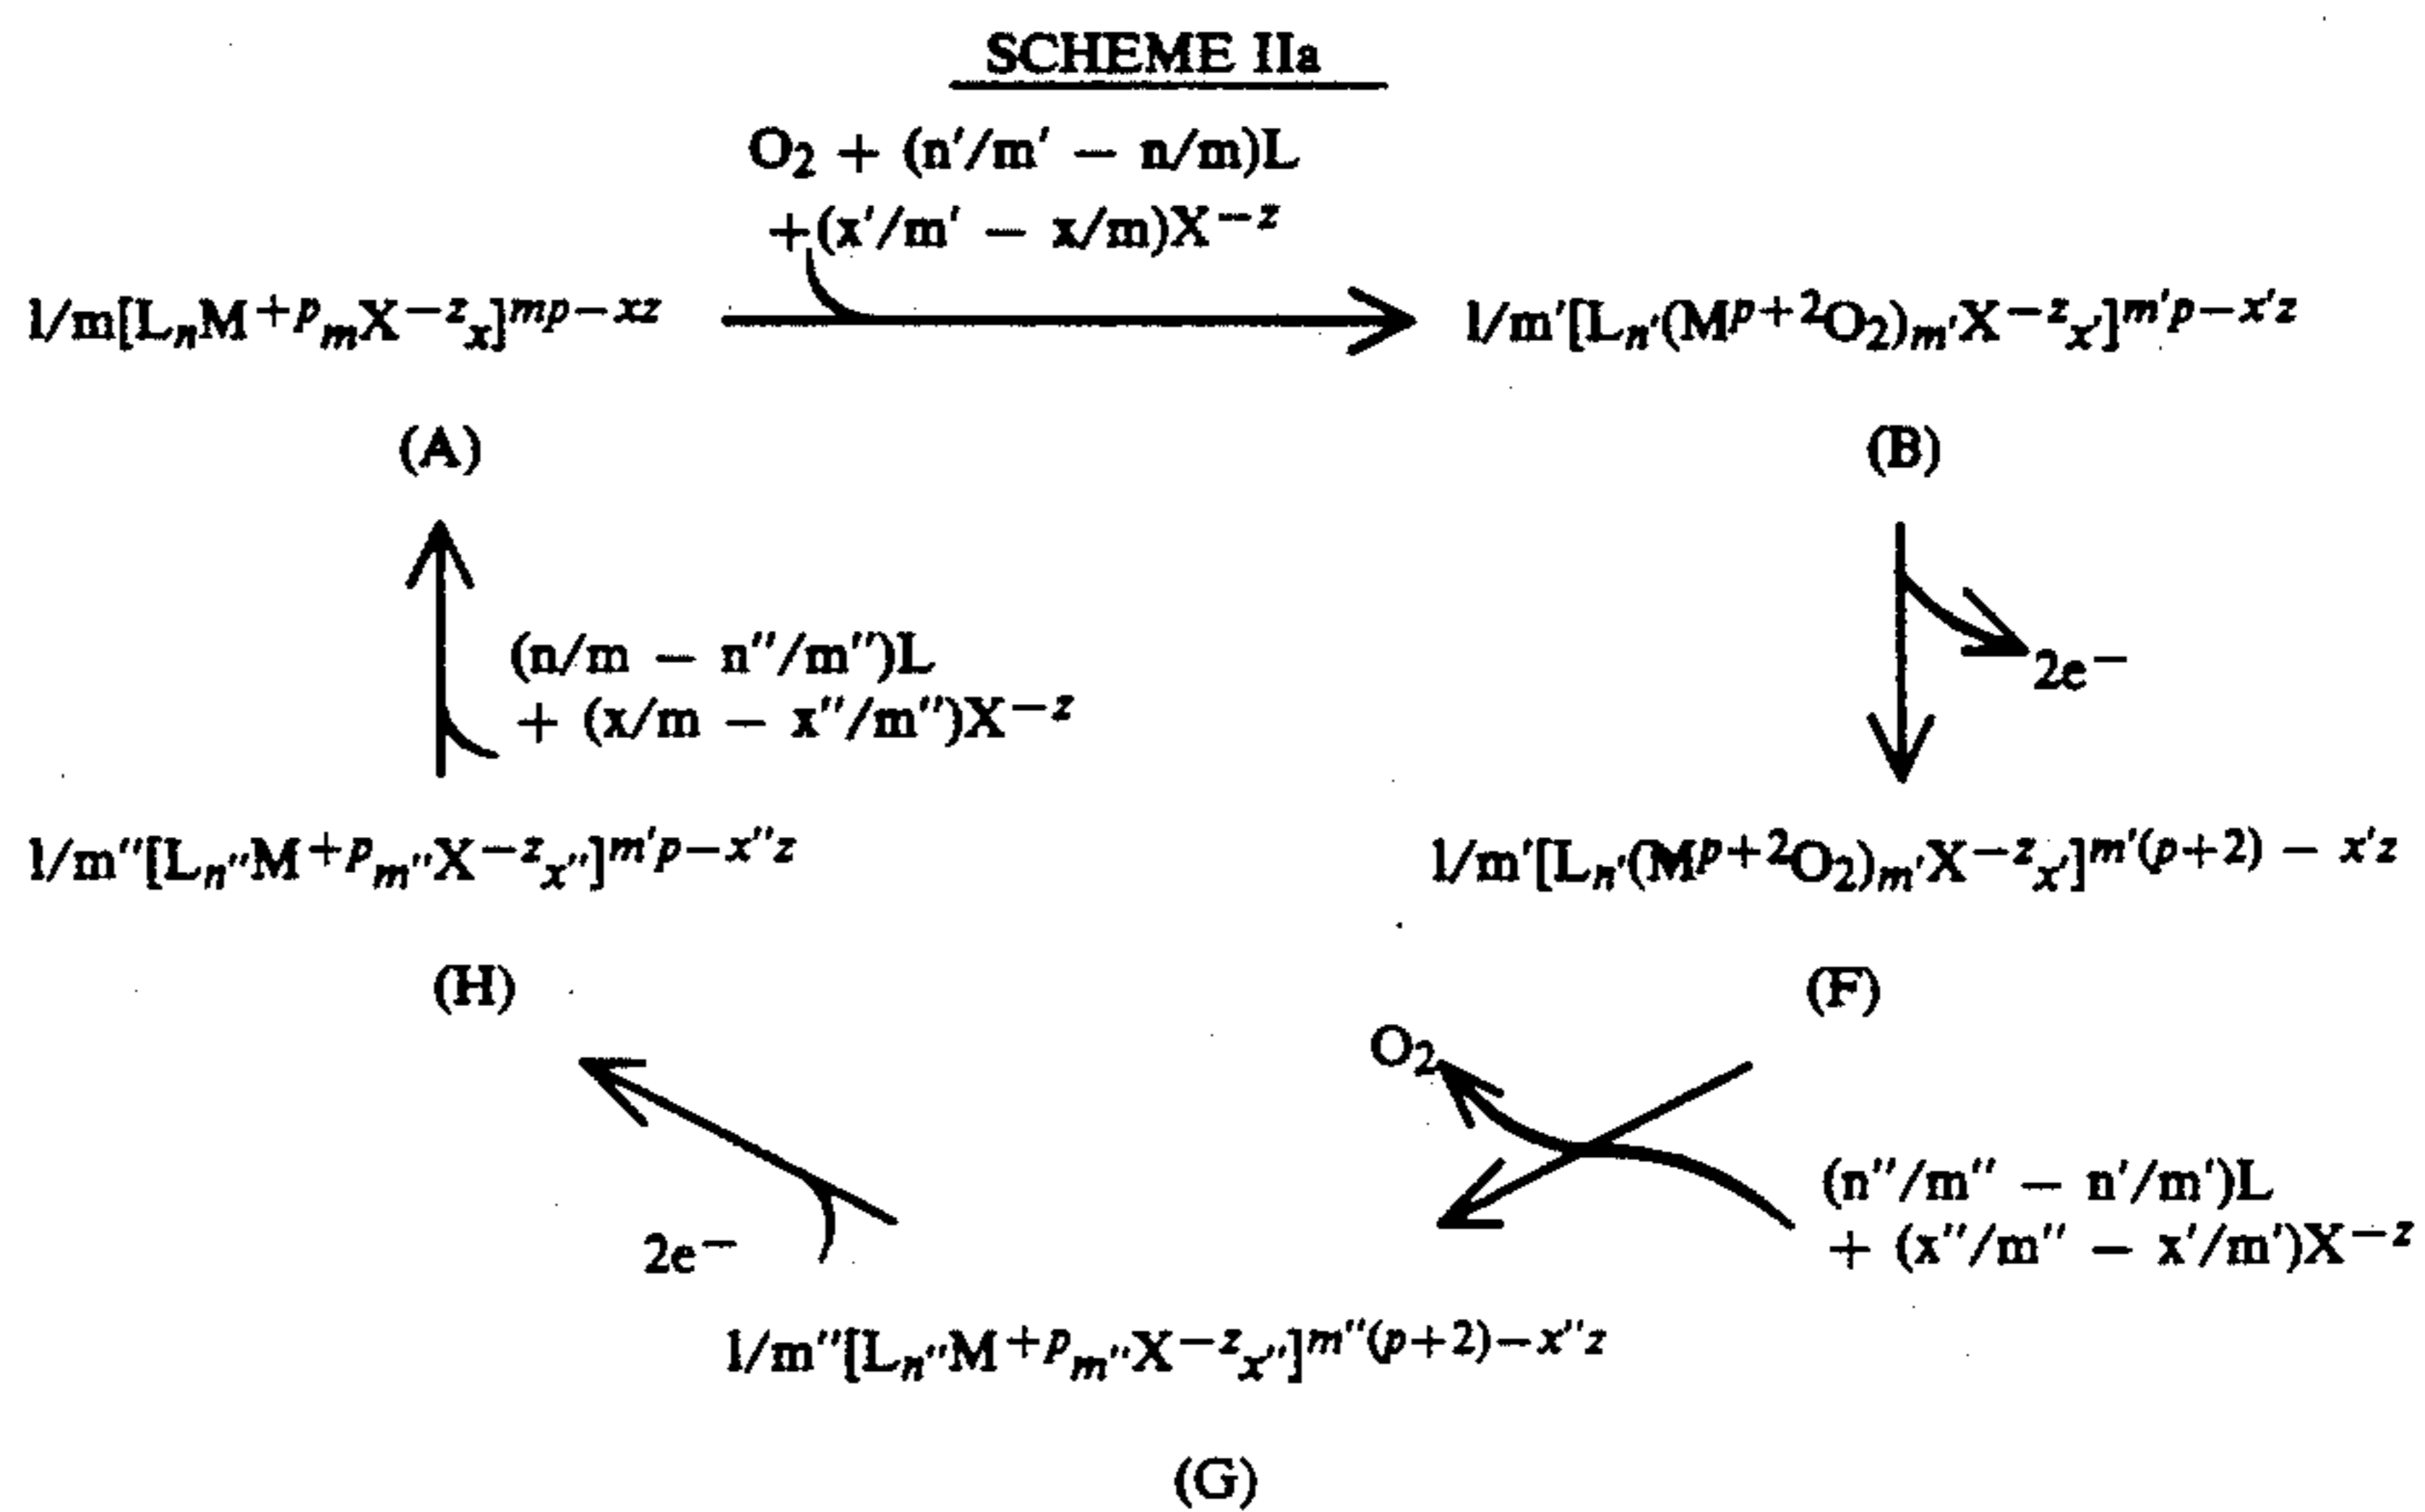 SCHEME IIa
O₂ + (n′/m′ − n/m)L
+(x′/m′ − x/m)X⁻ᶻ
l/m[LₙM⁺ᵖₘX⁻ᶻₓ]ᵐᵖ⁻ˣᶻ
l/m′[Lₙ′(Mᵖ⁺²O₂)ₘ′X⁻ᶻₓ′]ᵐ′ᵖ⁻ˣ′ᶻ
(A)
(B)
(n/m − n″/m″)L
+ (x/m − x″/m″)X⁻ᶻ
2e⁻
l/m″[Lₙ″M⁺ᵖₘ″X⁻ᶻₓ″]ᵐ′ᵖ⁻ˣ″ᶻ
l/m′[Lₙ′(Mᵖ⁺²O₂)ₘ′X⁻ᶻₓ′]ᵐ′⁽ᵖ⁺²⁾ ⁻ ˣ′ᶻ
(H)
(F)
O₂
(n″/m″ − n′/m′)L
+ (x″/m″ − x′/m′)X⁻ᶻ
2e⁻
l/m″[Lₙ″M⁺ᵖₘ″X⁻ᶻₓ″]ᵐ″⁽ᵖ⁺²⁾⁻ˣ″ᶻ
(G)